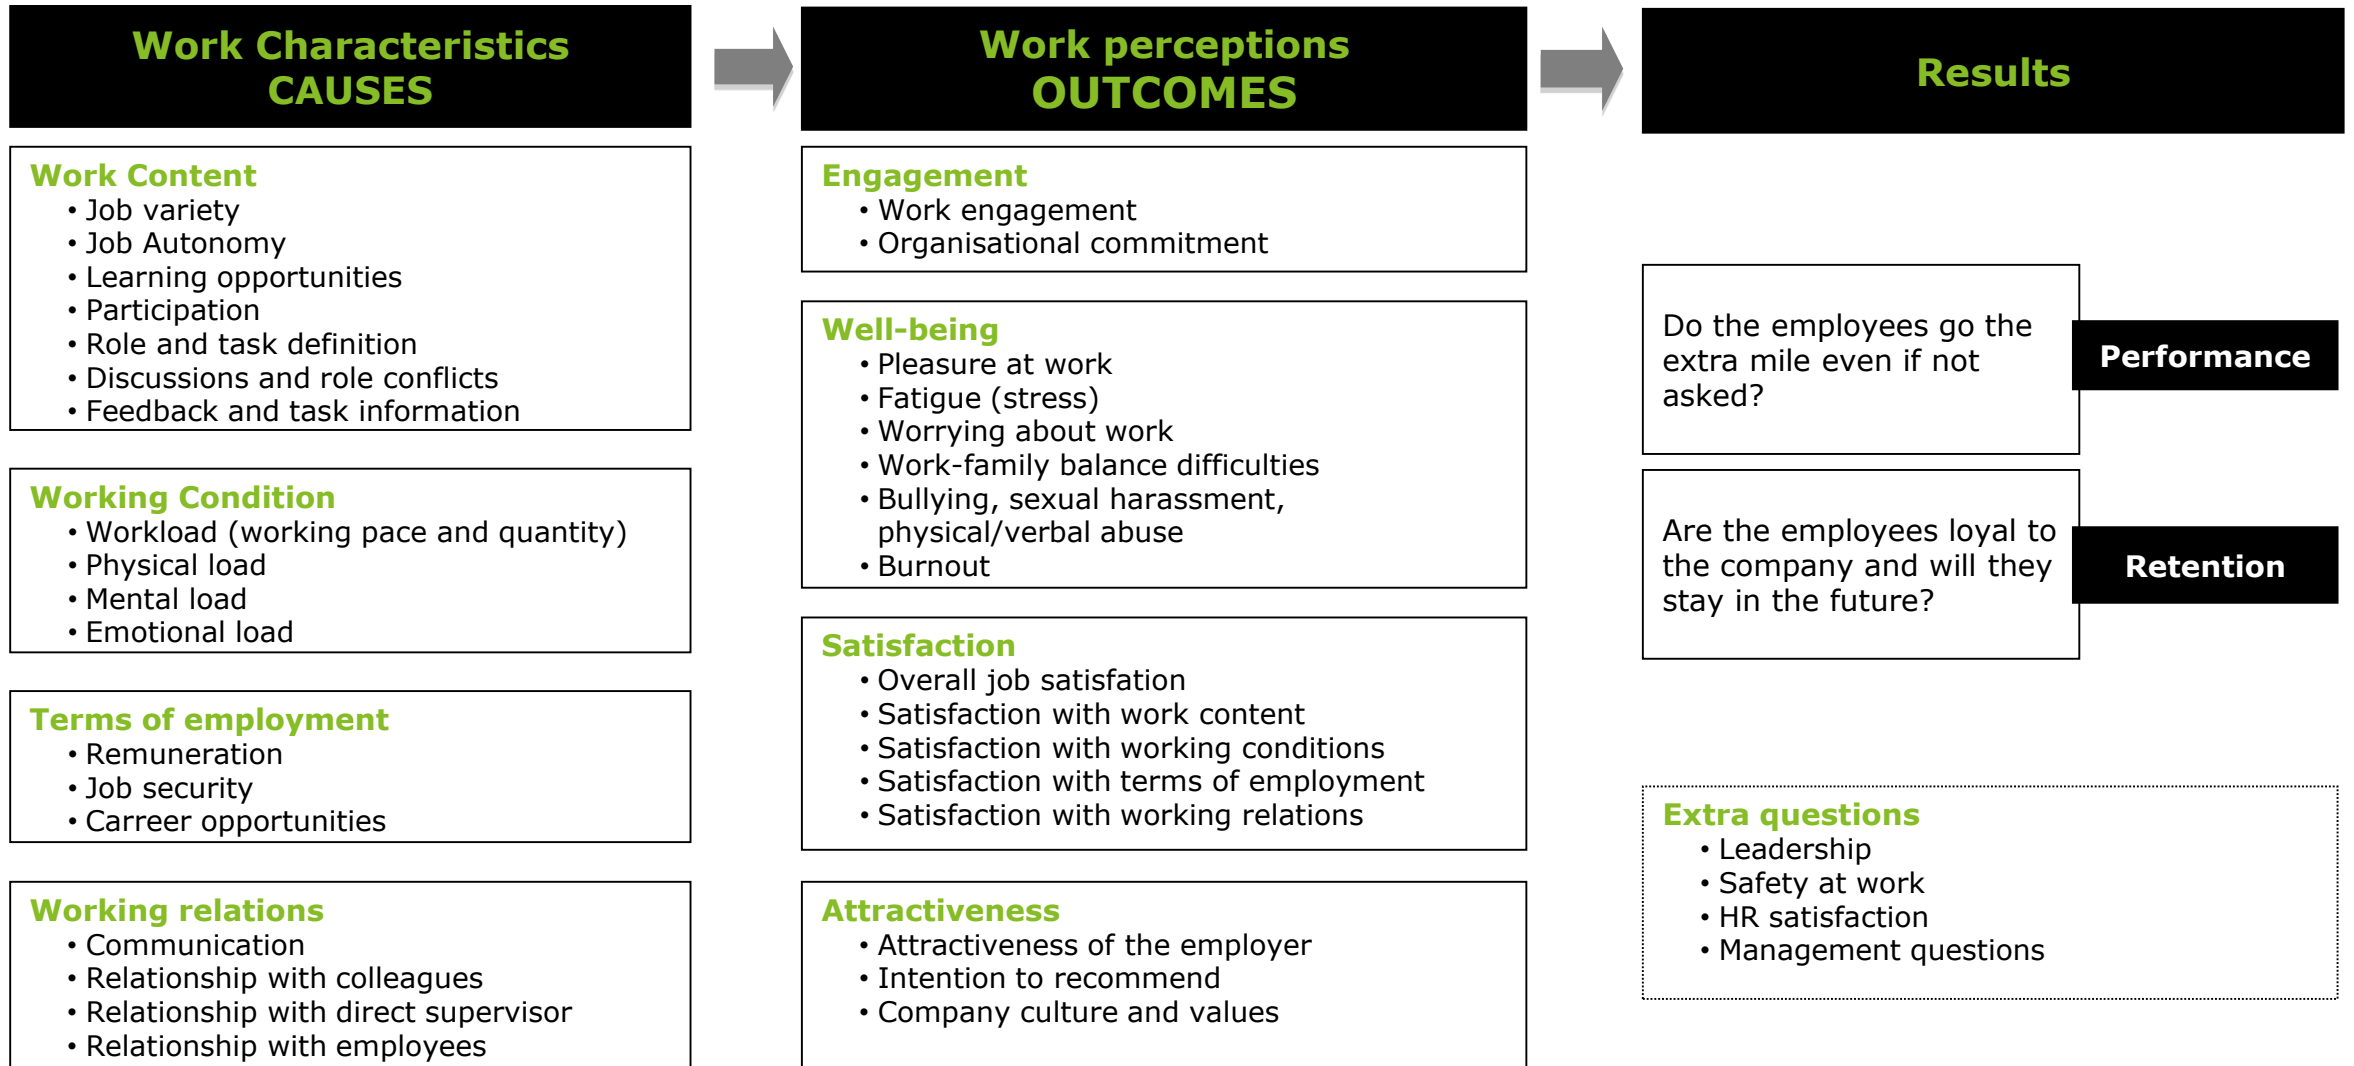 Work Characteristics
CAUSES
Work Content
• Job variety
• Job Autonomy
• Learning opportunities
• Participation
• Role and task definition
• Discussions and role conflicts
• Feedback and task information
Working Condition
• Workload (working pace and quantity)
• Physical load
• Mental load
• Emotional load
Terms of employment
• Remuneration
• Job security
• Carreer opportunities
Working relations
• Communication
• Relationship with colleagues
• Relationship with direct supervisor
• Relationship with employees
Work perceptions
OUTCOMES
Engagement
• Work engagement
• Organisational commitment
Well-being
• Pleasure at work
• Fatigue (stress)
• Worrying about work
• Work-family balance difficulties
• Bullying, sexual harassment,
physical/verbal abuse
• Burnout
Satisfaction
• Overall job satisfation
• Satisfaction with work content
• Satisfaction with working conditions
• Satisfaction with terms of employment
• Satisfaction with working relations
Attractiveness
• Attractiveness of the employer
• Intention to recommend
• Company culture and values
Results
Do the employees go the
extra mile even if not
asked?
Performance
Are the employees loyal to
the company and will they
stay in the future?
Retention
Extra questions
• Leadership
• Safety at work
• HR satisfaction
• Management questions